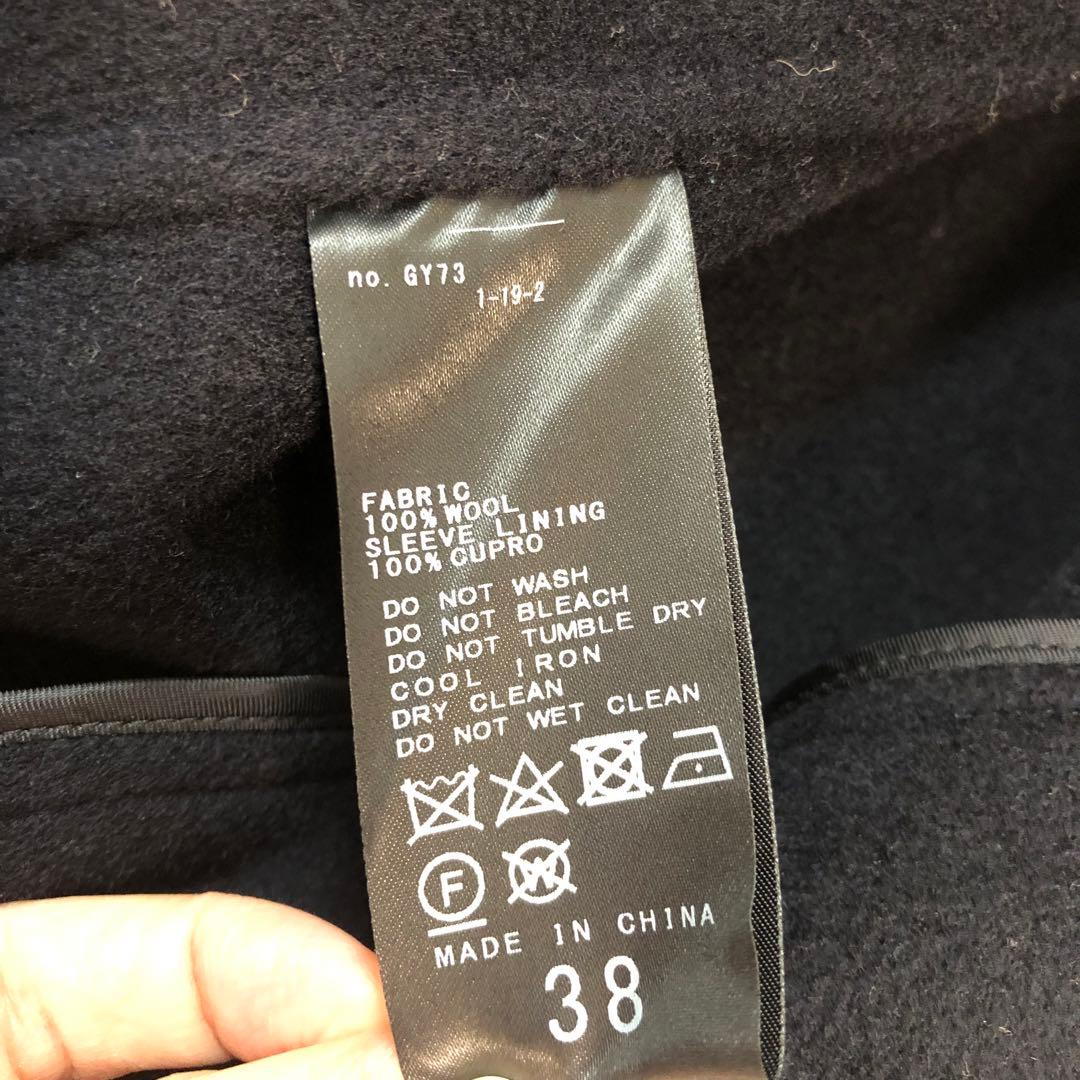 no. GY73
1-19-2
FABRIC
100% WOOL
SLEEVE LINING
100% CUPRO
DO NOT WASH
DO NOT BLEACH
DO NOT TUMBLE DRY
COOL IRON
DRY CLEAN
DO NOT WET CLEAN
F W
MADE IN CHINA
38